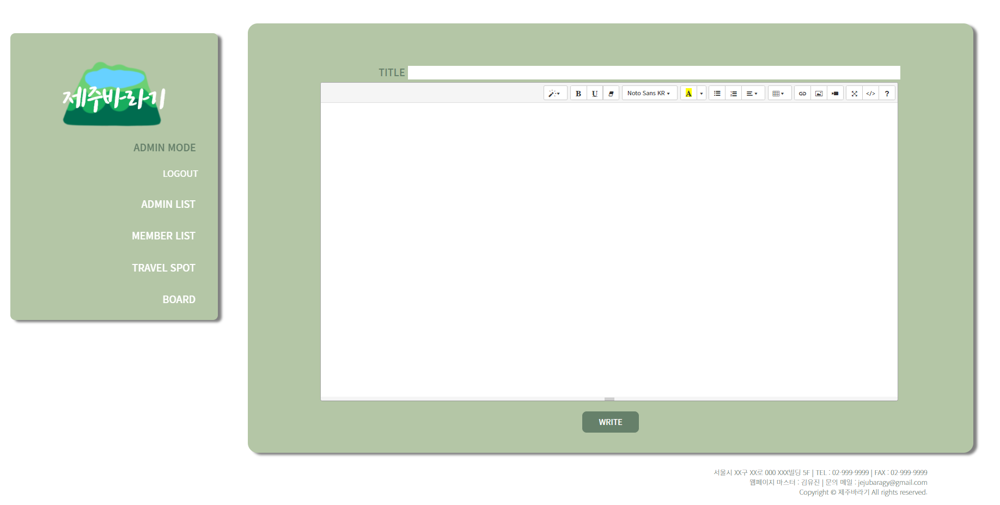 제주바라기
ADMIN MODE
LOGOUT
ADMIN LIST
MEMBER LIST
TRAVEL SPOT
BOARD
TITLE
B U Noto Sans KR A </> ?
WRITE
서울시 XX구 XX로 000 XXX빌딩 5F | TEL : 02-999-9999 | FAX : 02-999-9999
웹페이지 마스터 : 김유진 | 문의 메일 : jejubaragy@gmail.com
Copyright © 제주바라기 All rights reserved.